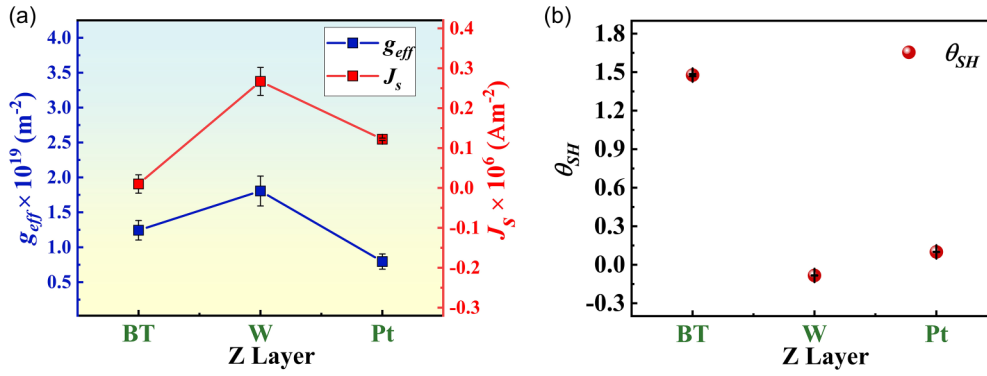 (a)
g_eff × 10^19 (m^-2)
4.0
3.5
3.0
2.5
2.0
1.5
1.0
0.5
g_eff
J_s
0.4
0.3
0.2
0.1
0.0
-0.1
-0.2
-0.3
J_s × 10^6 (Am^-2)
BT W Pt
Z Layer
(b)
θ_SH
1.8
1.5
1.2
0.9
0.6
0.3
0.0
-0.3
θ_SH
BT W Pt
Z Layer